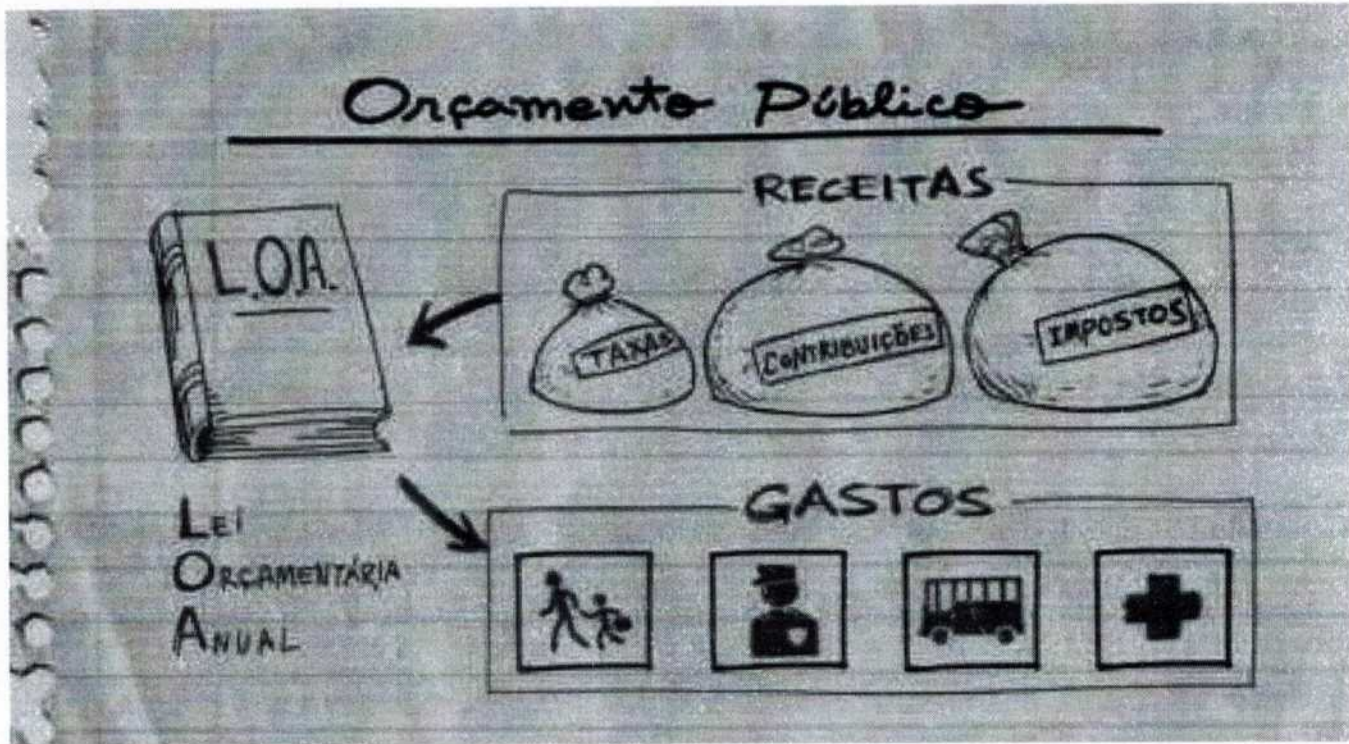 Orçamento Público
RECEITAS
L.O.A.
TAXAS
CONTRIBUIÇÕES
IMPOSTOS
GASTOS
LEI
ORÇAMENTÁRIA
ANUAL